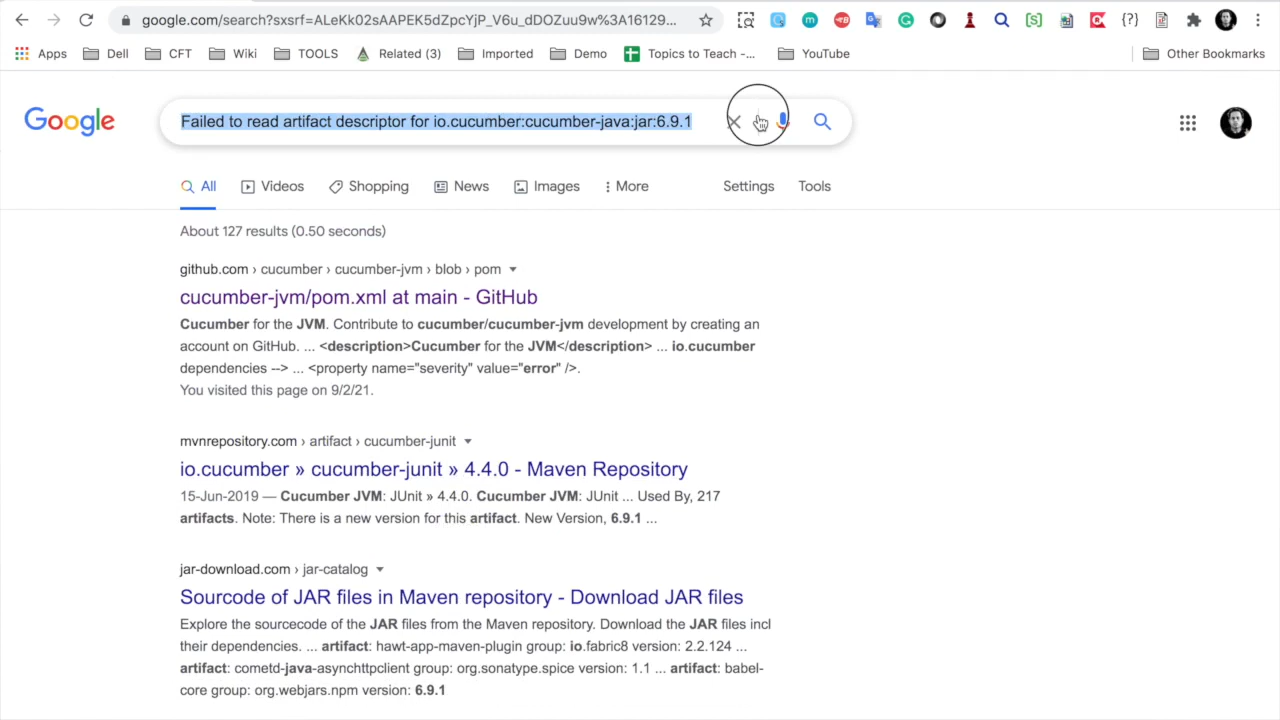 google.com/search?sxsrf=ALeKk02sAAPEK5dZpcYjP_V6u_dDOZuu9w%3A16129...
Apps Dell CFT Wiki TOOLS Related (3) Imported Demo Topics to Teach -... YouTube Other Bookmarks
Google Failed to read artifact descriptor for io.cucumber:cucumber-java:jar:6.9.1
All Videos Shopping News Images More Settings Tools
About 127 results (0.50 seconds)
github.com › cucumber › cucumber-jvm › blob › pom
cucumber-jvm/pom.xml at main - GitHub
Cucumber for the JVM. Contribute to cucumber/cucumber-jvm development by creating an
account on GitHub. ... <description>Cucumber for the JVM</description> ... io.cucumber
dependencies --> ... <property name="severity" value="error" />.
You visited this page on 9/2/21.
mvnrepository.com › artifact › cucumber-junit
io.cucumber » cucumber-junit » 4.4.0 - Maven Repository
15-Jun-2019 — Cucumber JVM: JUnit » 4.4.0. Cucumber JVM: JUnit ... Used By, 217
artifacts. Note: There is a new version for this artifact. New Version, 6.9.1 ...
jar-download.com › jar-catalog
Sourcode of JAR files in Maven repository - Download JAR files
Explore the sourcecode of the JAR files from the Maven repository. Download the JAR files incl
their dependencies. ... artifact: hawt-app-maven-plugin group: io.fabric8 version: 2.2.124 ...
artifact: cometd-java-asynchttpclient group: org.sonatype.spice version: 1.1 ... artifact: babel-
core group: org.webjars.npm version: 6.9.1